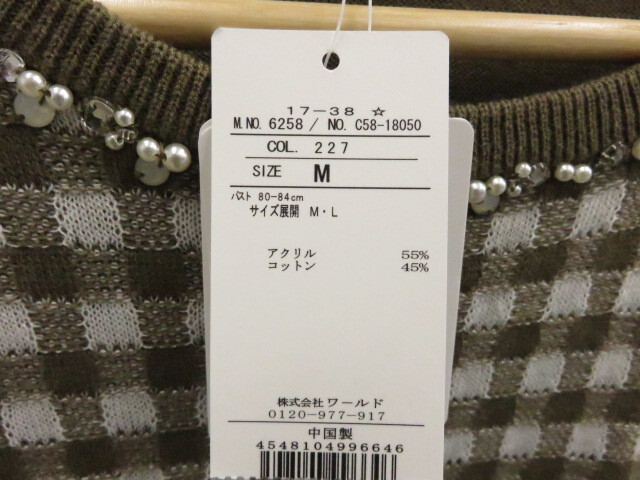 17-38 ☆
M.NO. 6258 / NO. C58-18050
COL. 227
SIZE M
バスト 80-84cm
サイズ展開 M・L
アクリル 55%
コットン 45%
株式会社ワールド
0120-977-917
中国製
4548104996646